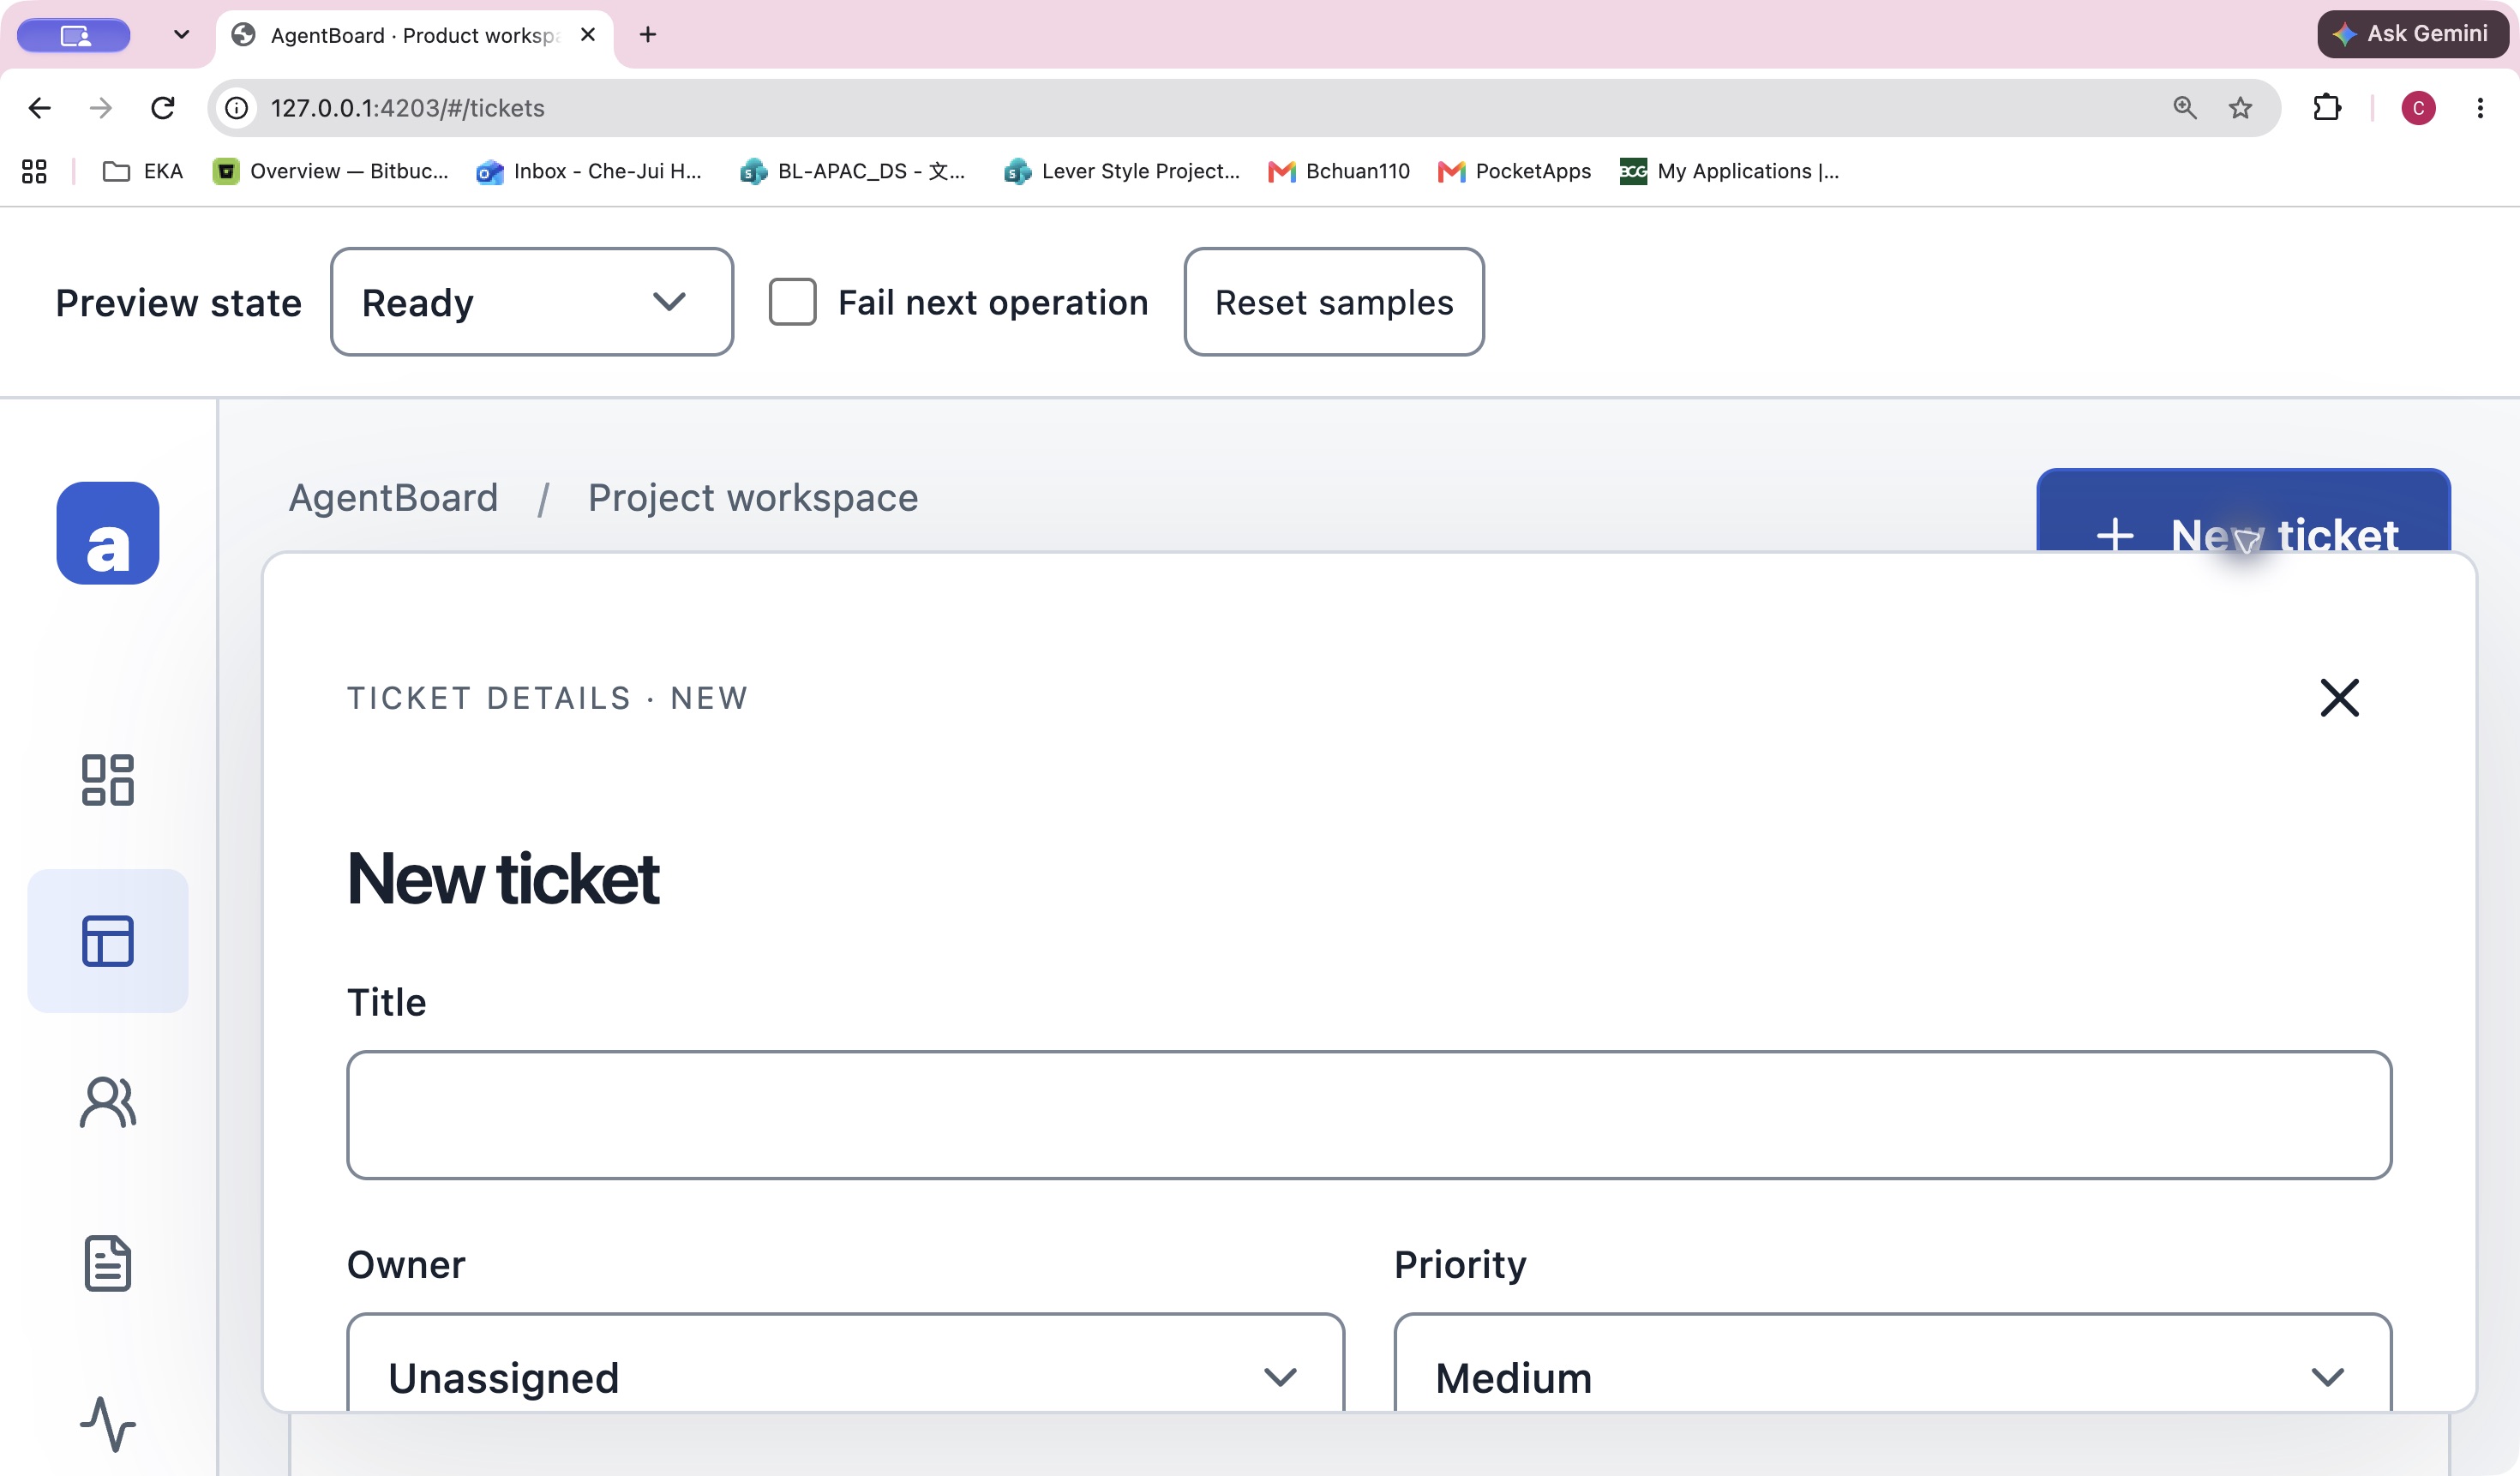 AgentBoard · Product workspa
Ask Gemini
127.0.0.1:4203/#/tickets
C
EKA
Overview — Bitbuc...
Inbox - Che-Jui H...
BL-APAC_DS - 文...
Lever Style Project...
Bchuan110
PocketApps
BCG
My Applications |...
Preview state
Ready
Fail next operation
Reset samples
a
AgentBoard / Project workspace
+ New ticket
TICKET DETAILS · NEW
New ticket
Title
Owner
Priority
Unassigned
Medium